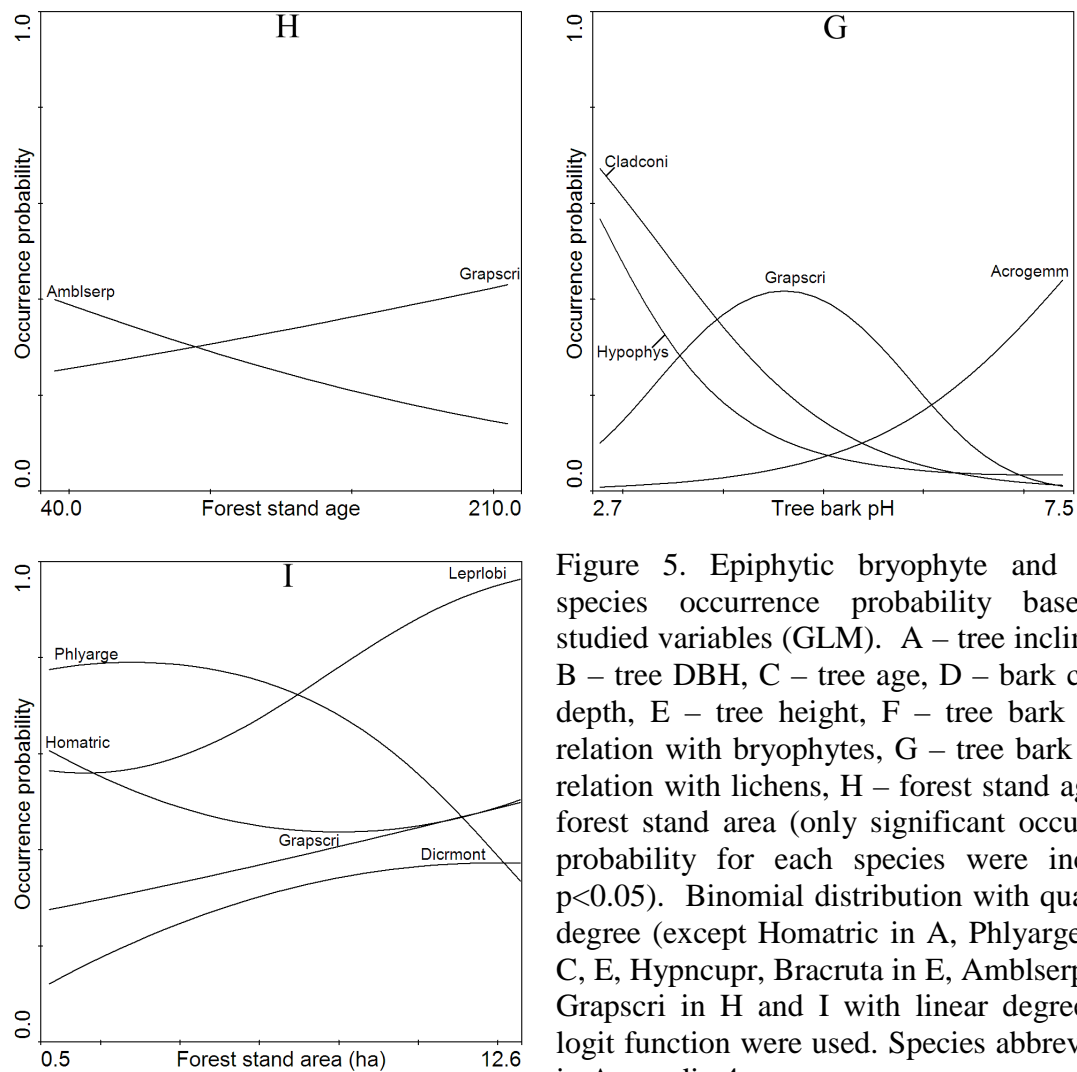 H
1.0
Occurrence probability
0.0
Amblserp
Grapscri
40.0
Forest stand age
210.0
G
1.0
Occurrence probability
0.0
Cladconi
Hypophys
Grapscri
Acrogemm
2.7
Tree bark pH
7.5
I
1.0
Occurrence probability
0.0
Leprlobi
Phlyarge
Homatric
Grapscri
Dicrmont
0.5
Forest stand area (ha)
12.6
Figure 5. Epiphytic bryophyte and
species occurrence probability base
studied variables (GLM). A – tree inclin
B – tree DBH, C – tree age, D – bark c
depth, E – tree height, F – tree bark
relation with bryophytes, G – tree bark
relation with lichens, H – forest stand ag
forest stand area (only significant occu
probability for each species were inc
p<0.05). Binomial distribution with qua
degree (except Homatric in A, Phlyarge
C, E, Hypncupr, Bracruta in E, Amblserp
Grapscri in H and I with linear degree
logit function were used. Species abbrev